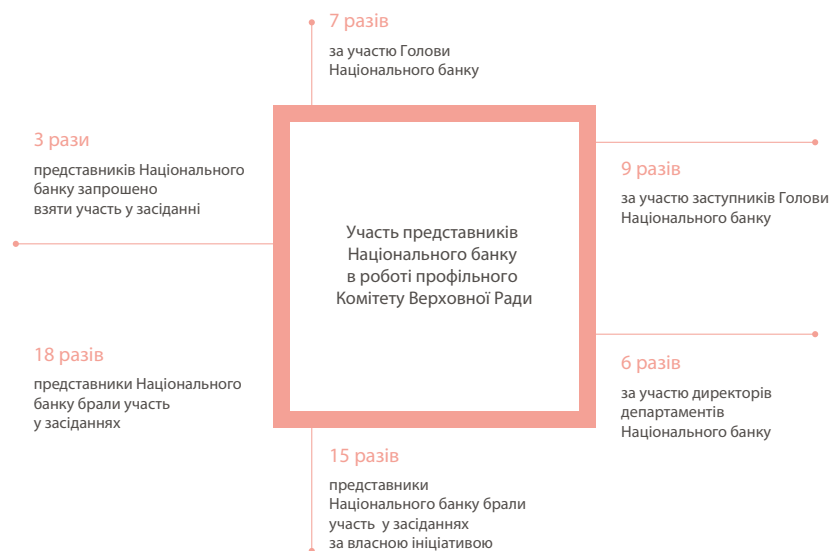 7 разів
за участю Голови
Національного банку
3 рази
представників Національного
банку запрошено
взяти участь у засіданні
9 разів
за участю заступників Голови
Національного банку
Участь представників
Національного банку
в роботі профільного
Комітету Верховної Ради
18 разів
представники Національного
банку брали участь
у засіданнях
6 разів
за участю директорів
департаментів
Національного банку
15 разів
представники
Національного банку брали
участь у засіданнях
за власною ініціативою